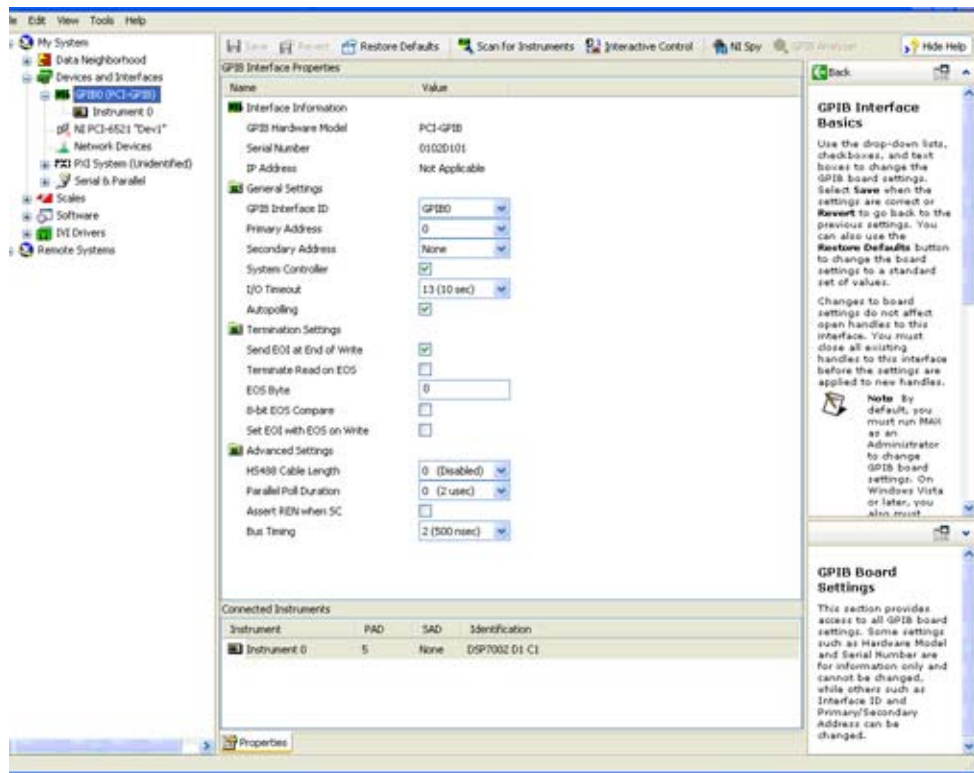 Edit View Tools Help
My System
Data Neighborhood
Devices and Interfaces
GPIB0 (PCI-GPIB)
Instrument 0
NI PCI-6521 "Dev1"
Network Devices
PXI PXI System (Unidentified)
Serial & Parallel
Scales
Software
IVI Drivers
Remote Systems
Save Revert Restore Defaults Scan for Instruments Interactive Control NI Spy GPIB Analyzer Hide Help
GPIB Interface Properties
Name Value
Interface Information
GPIB Hardware Model PCI-GPIB
Serial Number 0102D101
IP Address Not Applicable
General Settings
GPIB Interface ID GPIB0
Primary Address 0
Secondary Address None
System Controller
I/O Timeout 13 (10 sec)
Autopolling
Termination Settings
Send EOI at End of Write
Terminate Read on EOS
EOS Byte 0
8-bit EOS Compare
Set EOI with EOS on Write
Advanced Settings
HS488 Cable Length 0 (Disabled)
Parallel Poll Duration 0 (2 usec)
Assert REN when SC
Bus Timing 2 (500 nsec)
Connected Instruments
Instrument PAD SAD Identification
Instrument 0 5 None DSP7002 D1 C1
Properties
Back
GPIB Interface
Basics
Use the drop-down lists,
checkboxes, and text
boxes to change the
GPIB board settings.
Select Save when the
settings are correct or
Revert to go back to the
previous settings. You
can also use the
Restore Defaults button
to change the board
settings to a standard
set of values.
Changes to board
settings do not affect
open handles to this
interface. You must
close all existing
handles to this interface
before the settings are
applied to new handles.
Note By
default, you
must run MAX
as an
Administrator
to change
GPIB board
settings. On
Windows Vista
or later, you
also must
GPIB Board
Settings
This section provides
access to all GPIB board
settings. Some settings
such as Hardware Model
and Serial Number are
for information only and
cannot be changed,
while others such as
Interface ID and
Primary/Secondary
Address can be
changed.